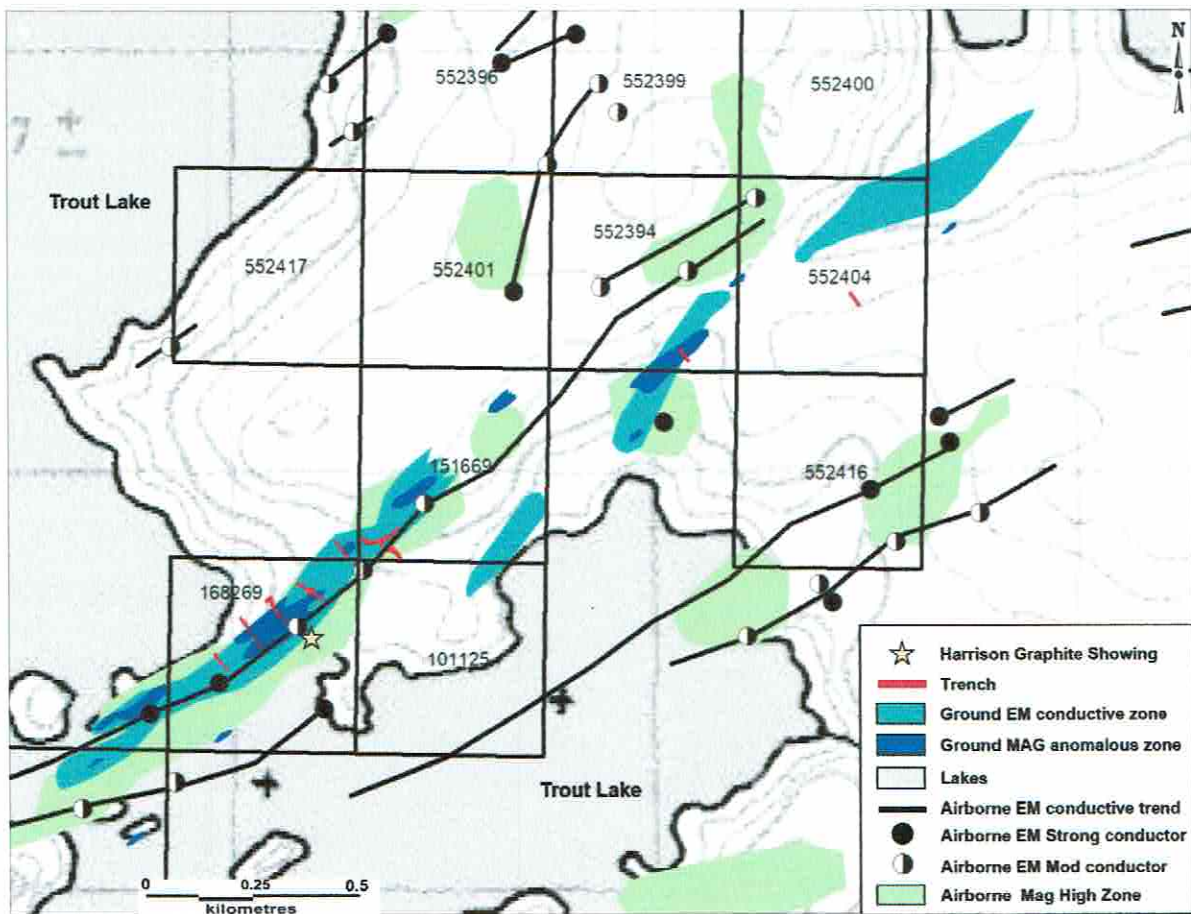 N
552396
552399
552400
7 ±
Trout Lake
552417
552401
552394
552404
151669
552416
168269
101125
Trout Lake
0 0.25 0.5
kilometres
Harrison Graphite Showing
Trench
Ground EM conductive zone
Ground MAG anomalous zone
Lakes
Airborne EM conductive trend
Airborne EM Strong conductor
Airborne EM Mod conductor
Airborne Mag High Zone